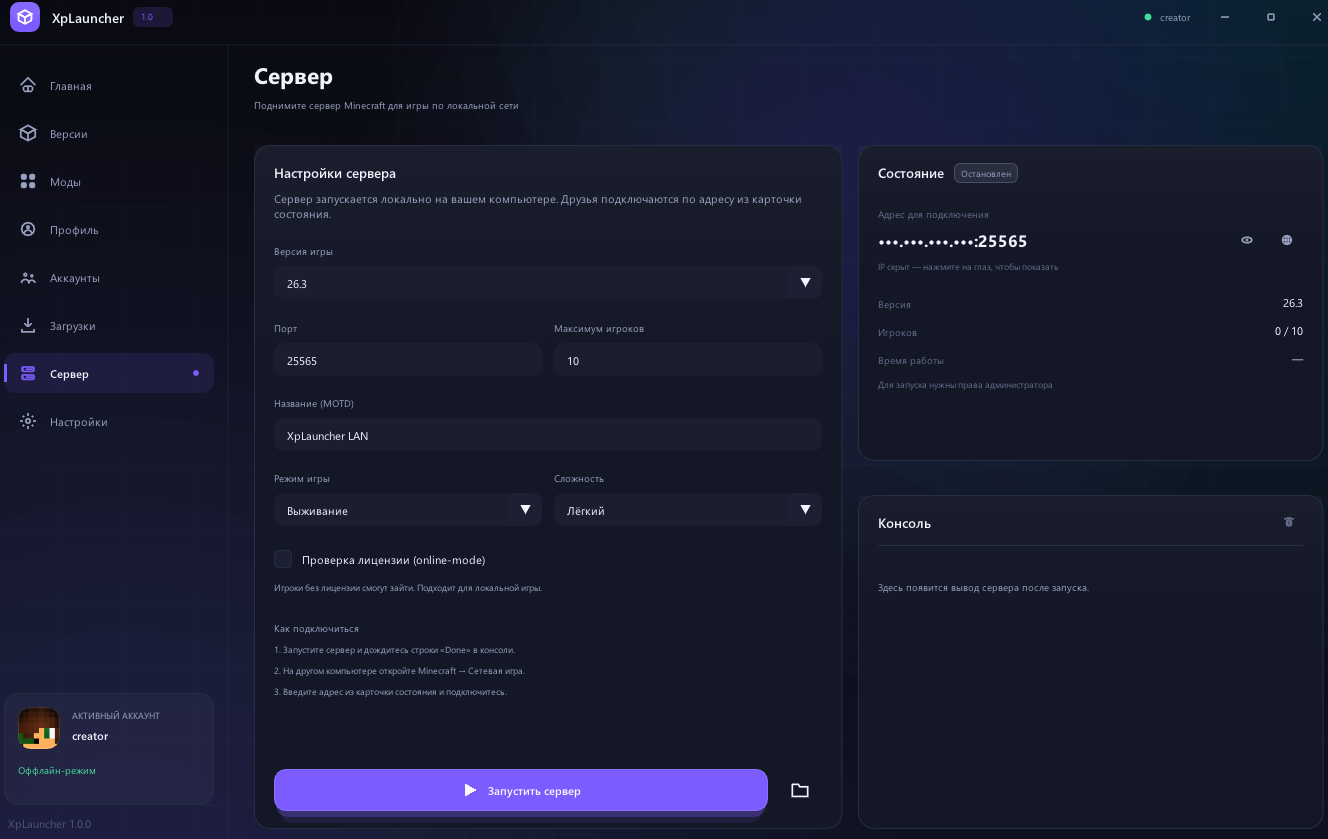 XpLauncher 1.0
creator
Главная
Версии
Моды
Профиль
Аккаунты
Загрузки
Сервер
Настройки
АКТИВНЫЙ АККАУНТ
creator
Оффлайн-режим
XpLauncher 1.0.0
Сервер
Поднимите сервер Minecraft для игры по локальной сети
Настройки сервера
Сервер запускается локально на вашем компьютере. Друзья подключаются по адресу из карточки
состояния.
Версия игры
26.3
Порт
Максимум игроков
25565
10
Название (MOTD)
XpLauncher LAN
Режим игры
Сложность
Выживание
Лёгкий
Проверка лицензии (online-mode)
Игроки без лицензии смогут зайти. Подходит для локальной игры.
Как подключиться
1. Запустите сервер и дождитесь строки «Done» в консоли.
2. На другом компьютере откройте Minecraft → Сетевая игра.
3. Введите адрес из карточки состояния и подключитесь.
Запустить сервер
Состояние Остановлен
Адрес для подключения
•••.•••.•••.•••:25565
IP скрыт — нажмите на глаз, чтобы показать
Версия 26.3
Игроков 0 / 10
Время работы —
Для запуска нужны права администратора
Консоль
Здесь появится вывод сервера после запуска.